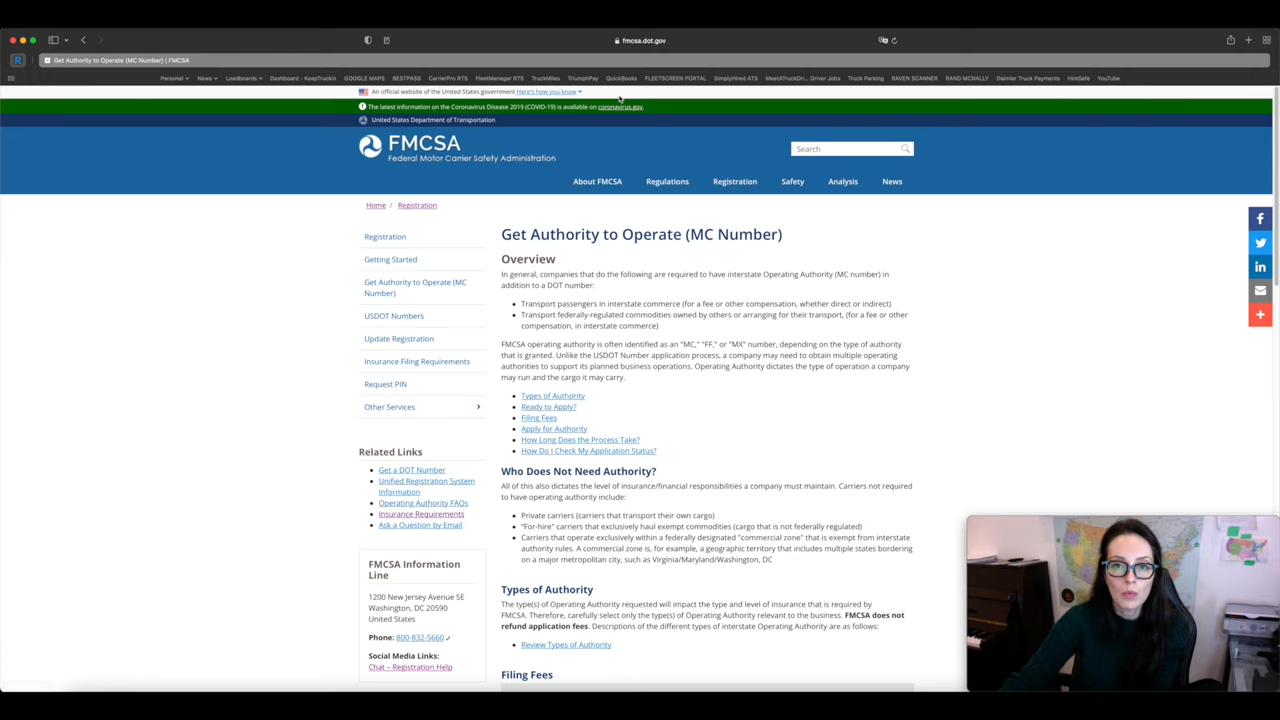 fmcsa.dot.gov
R
Get Authority to Operate (MC Number) | FMCSA
Personal News Loadboards Dashboard - KeepTruckin GOOGLE MAPS BESTPASS CarrierPro RTS FleetManager RTS TruckMiles TriumphPay QuickBooks FLEETSCREEN PORTAL SimplyHired ATS MeetATruckDri... Driver Jobs Truck Parking RAVEN SCANNER RAND MCNALLY Daimler Truck Payments HireSafe YouTube
An official website of the United States government Here's how you know
The latest information on the Coronavirus Disease 2019 (COVID-19) is available on coronavirus.gov.
United States Department of Transportation
FMCSA
Federal Motor Carrier Safety Administration
Search
About FMCSA Regulations Registration Safety Analysis News
Home / Registration
Registration
Getting Started
Get Authority to Operate (MC
Number)
USDOT Numbers
Update Registration
Insurance Filing Requirements
Request PIN
Other Services
Related Links
Get a DOT Number
Unified Registration System
Information
Operating Authority FAQs
Insurance Requirements
Ask a Question by Email
FMCSA Information
Line
1200 New Jersey Avenue SE
Washington, DC 20590
United States
Phone: 800-832-5660
Social Media Links:
Chat – Registration Help
Get Authority to Operate (MC Number)
Overview
In general, companies that do the following are required to have interstate Operating Authority (MC number) in
addition to a DOT number:
Transport passengers in interstate commerce (for a fee or other compensation, whether direct or indirect)
Transport federally-regulated commodities owned by others or arranging for their transport, (for a fee or other
compensation, in interstate commerce)
FMCSA operating authority is often identified as an "MC," "FF," or "MX" number, depending on the type of authority
that is granted. Unlike the USDOT Number application process, a company may need to obtain multiple operating
authorities to support its planned business operations. Operating Authority dictates the type of operation a company
may run and the cargo it may carry.
Types of Authority
Ready to Apply?
Filing Fees
Apply for Authority
How Long Does the Process Take?
How Do I Check My Application Status?
Who Does Not Need Authority?
All of this also dictates the level of insurance/financial responsibilities a company must maintain. Carriers not required
to have operating authority include:
Private carriers (carriers that transport their own cargo)
"For-hire" carriers that exclusively haul exempt commodities (cargo that is not federally regulated)
Carriers that operate exclusively within a federally designated "commercial zone" that is exempt from interstate
authority rules. A commercial zone is, for example, a geographic territory that includes multiple states bordering
on a major metropolitan city, such as Virginia/Maryland/Washington, DC
Types of Authority
The type(s) of Operating Authority requested will impact the type and level of insurance that is required by
FMCSA. Therefore, carefully select only the type(s) of Operating Authority relevant to the business. FMCSA does not
refund application fees. Descriptions of the different types of interstate Operating Authority are as follows:
Review Types of Authority
Filing Fees